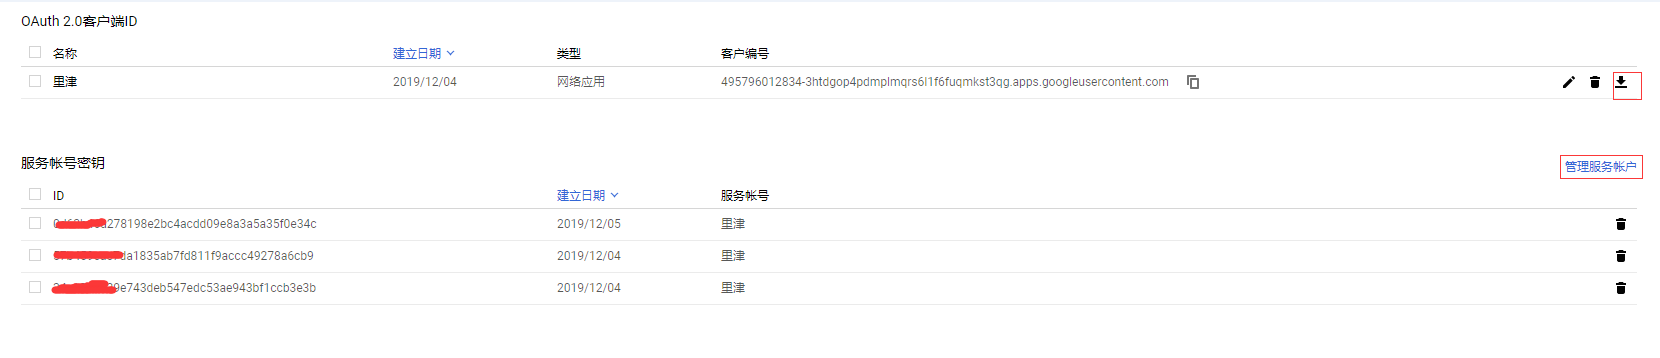 OAuth 2.0客户端ID
名称 建立日期 类型 客户编号
里津 2019/12/04 网络应用 495796012834-3htdgop4pdmplmqrs6l1f6fuqmkst3qg.apps.googleusercontent.com
服务帐号密钥 管理服务帐户
ID 建立日期 服务帐号
278198e2bc4acdd09e8a3a5a35f0e34c 2019/12/05 里津
da1835ab7fd811f9accc49278a6cb9 2019/12/04 里津
9e743deb547edc53ae943bf1ccb3e3b 2019/12/04 里津